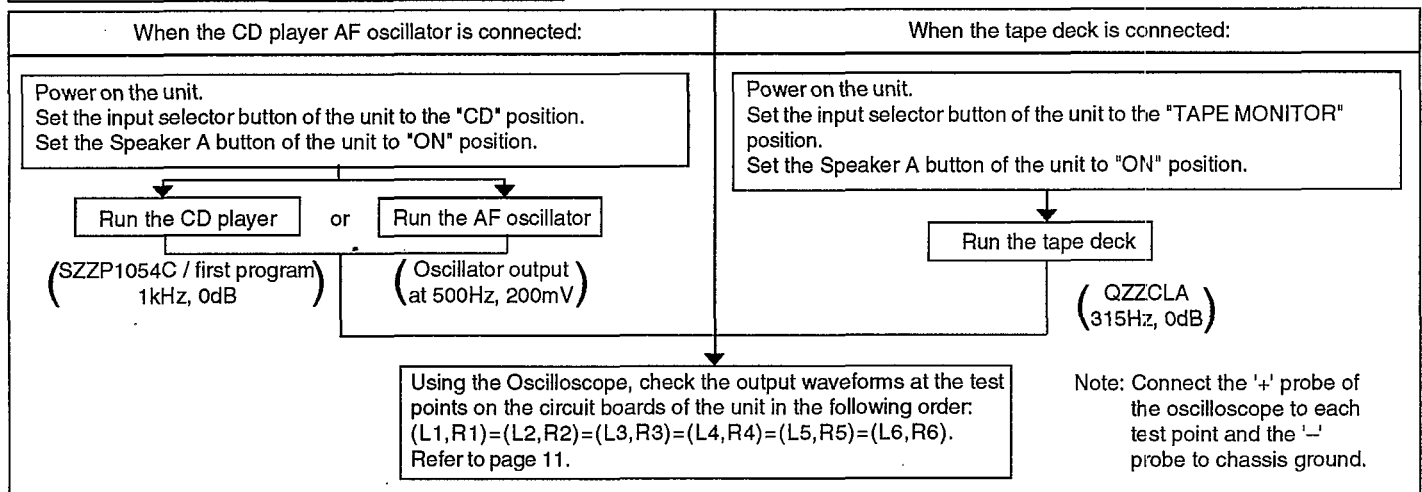 When the CD player AF oscillator is connected:
When the tape deck is connected:
Power on the unit.
Set the input selector button of the unit to the "CD" position.
Set the Speaker A button of the unit to "ON" position.
Run the CD player
or
Run the AF oscillator
(SZZP1054C / first program)
1kHz, 0dB
(Oscillator output)
at 500Hz, 200mV
Power on the unit.
Set the input selector button of the unit to the "TAPE MONITOR"
position.
Set the Speaker A button of the unit to "ON" position.
Run the tape deck
(QZZCLA)
315Hz, 0dB
Using the Oscilloscope, check the output waveforms at the test
points on the circuit boards of the unit in the following order:
(L1,R1)=(L2,R2)=(L3,R3)=(L4,R4)=(L5,R5)=(L6,R6).
Refer to page 11.
Note: Connect the '+' probe of
the oscilloscope to each
test point and the '–'
probe to chassis ground.